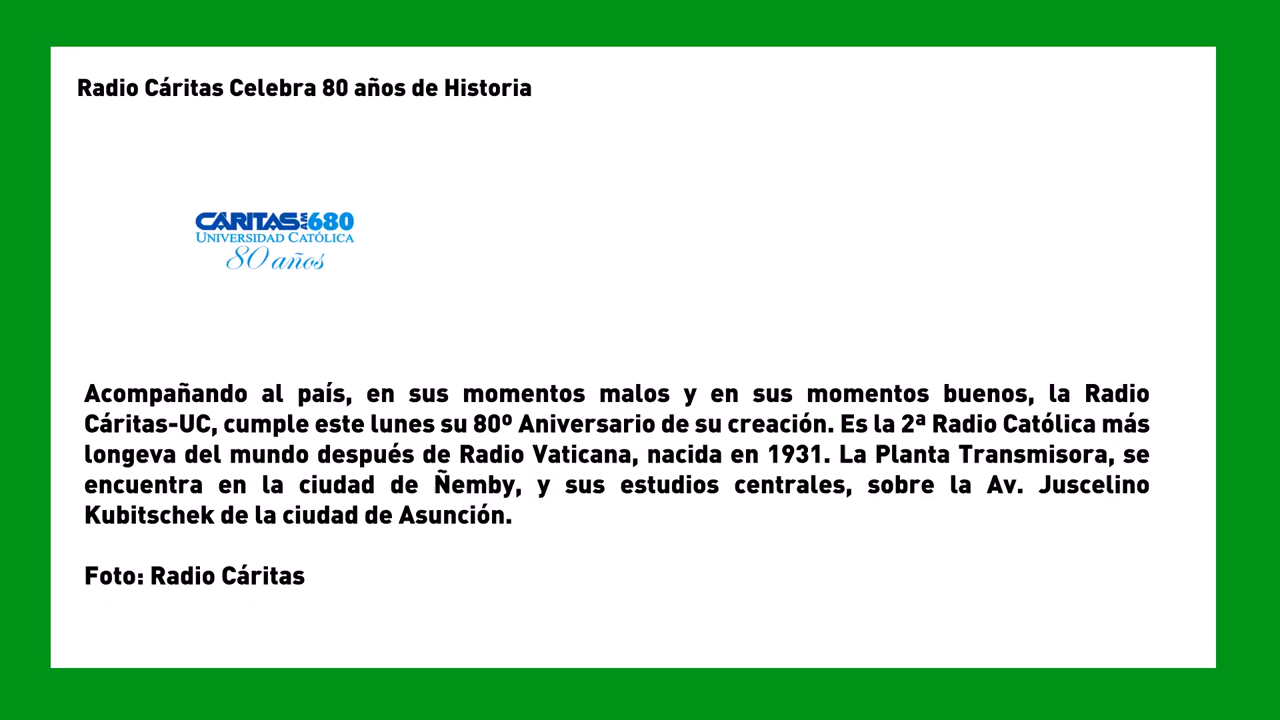 Radio Cáritas Celebra 80 años de Historia
CÁRITAS AM 680
UNIVERSIDAD CATÓLICA
80 años
Acompañando al país, en sus momentos malos y en sus momentos buenos, la Radio
Cáritas-UC, cumple este lunes su 80º Aniversario de su creación. Es la 2ª Radio Católica más
longeva del mundo después de Radio Vaticana, nacida en 1931. La Planta Transmisora, se
encuentra en la ciudad de Ñemby, y sus estudios centrales, sobre la Av. Juscelino
Kubitschek de la ciudad de Asunción.
Foto: Radio Cáritas